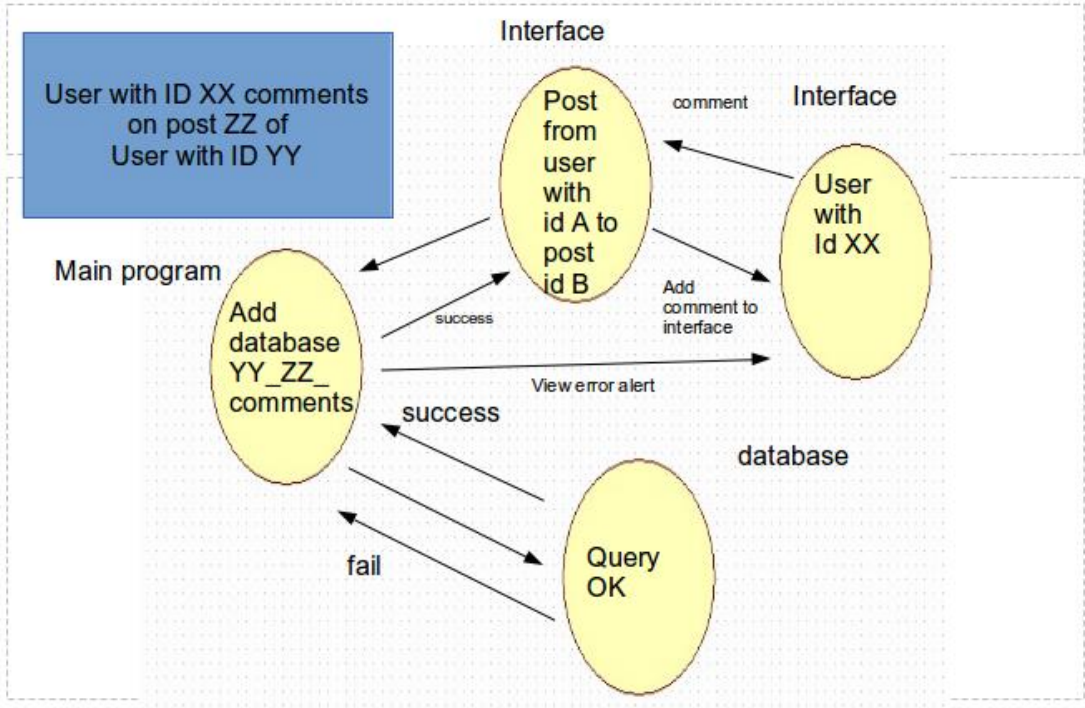 Interface
User with ID XX comments
on post ZZ of
User with ID YY
Post
from
user
with
id A to
post
id B
comment
Interface
User
with
Id XX
Main program
Add
database
YY_ZZ_
comments
success
Add
comment to
interface
View error alert
success
database
fail
Query
OK